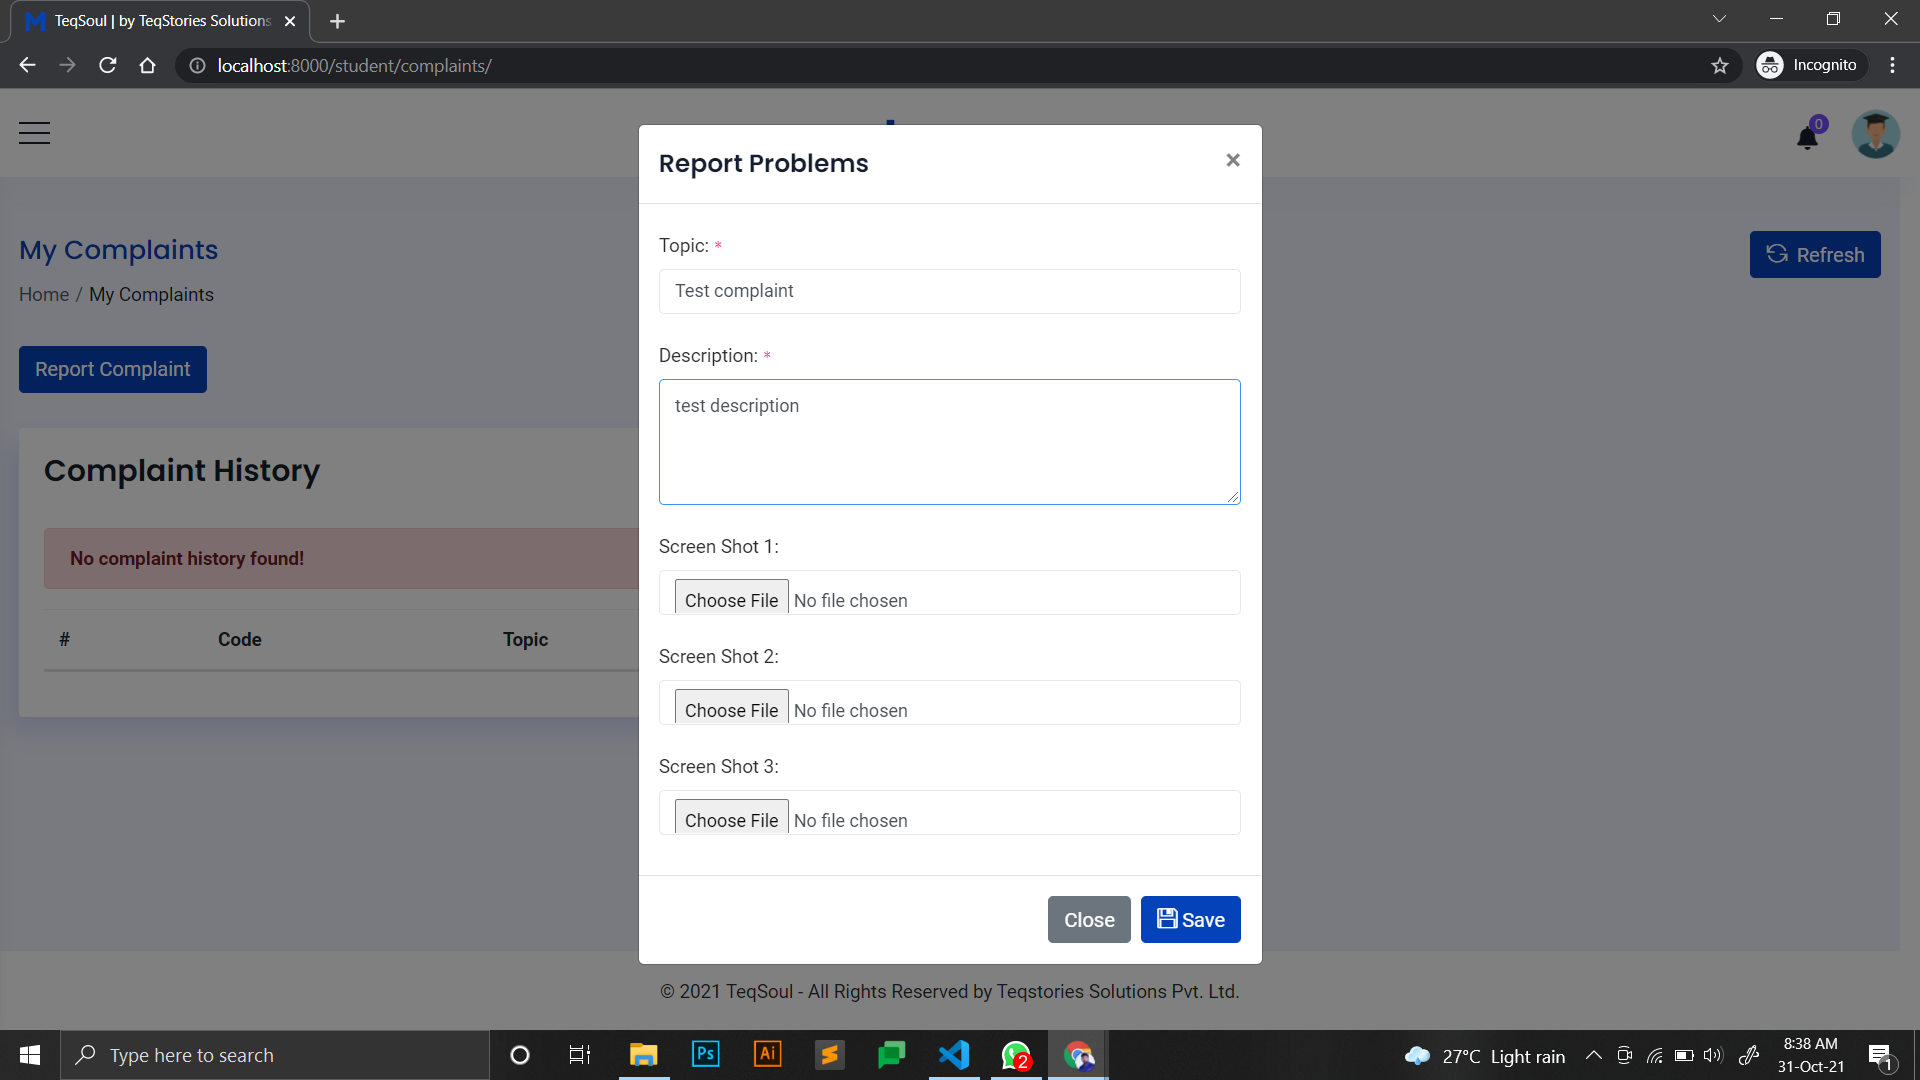 TeqSoul | by TeqStories Solutions
localhost:8000/student/complaints/
Incognito
0
My Complaints
Refresh
Home / My Complaints
Report Complaint
Complaint History
No complaint history found!
# Code Topic
Report Problems
×
Topic: *
Test complaint
Description: *
test description
Screen Shot 1:
Choose File No file chosen
Screen Shot 2:
Choose File No file chosen
Screen Shot 3:
Choose File No file chosen
Close Save
© 2021 TeqSoul - All Rights Reserved by Teqstories Solutions Pvt. Ltd.
Type here to search
Ps
Ai
2
27°C Light rain
8:38 AM
31-Oct-21
1